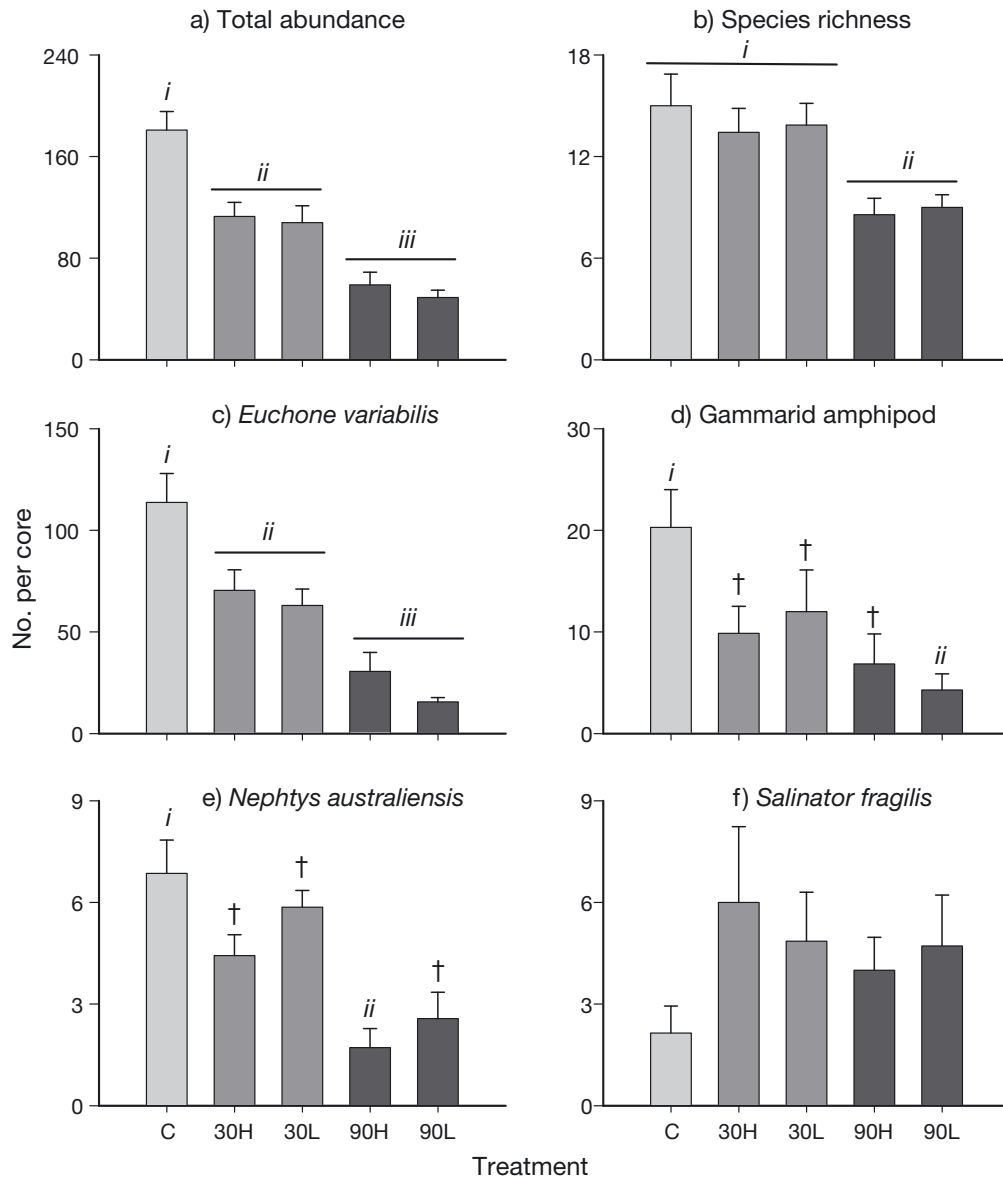 a) Total abundance
b) Species richness
240
160
80
0
i
ii
iii
18
12
6
0
i
ii
c) Euchone variabilis
d) Gammarid amphipod
150
100
50
0
i
ii
iii
30
20
10
0
i
†
†
†
ii
No. per core
e) Nephtys australiensis
f) Salinator fragilis
9
6
3
0
i
†
†
ii
†
9
6
3
0
C 30H 30L 90H 90L
C 30H 30L 90H 90L
Treatment